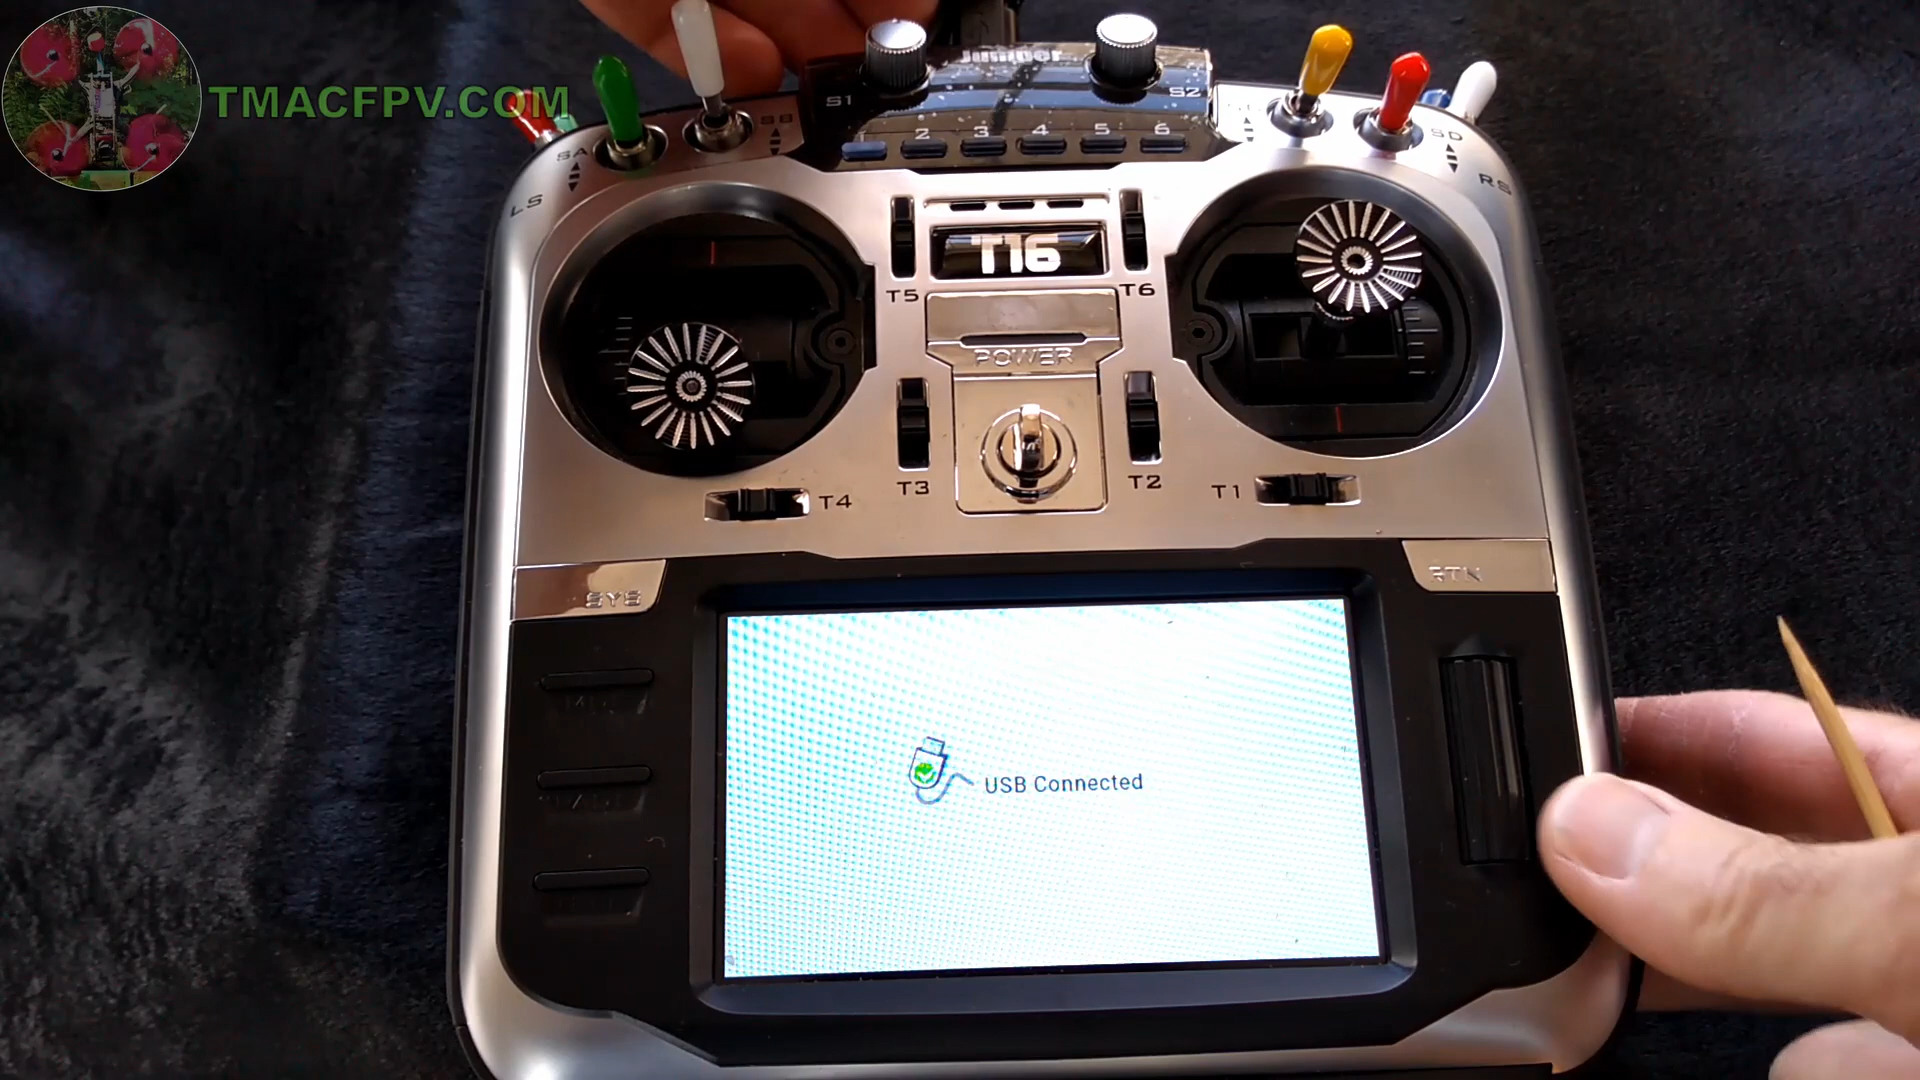 TMACFPV.COM
Jumper
S1
S2
SA
SB
1 2 3 4 5 6
SD
LS
RS
T16
T5
T6
POWER
T3
T2
T4
T1
SYS
RTN
USB Connected